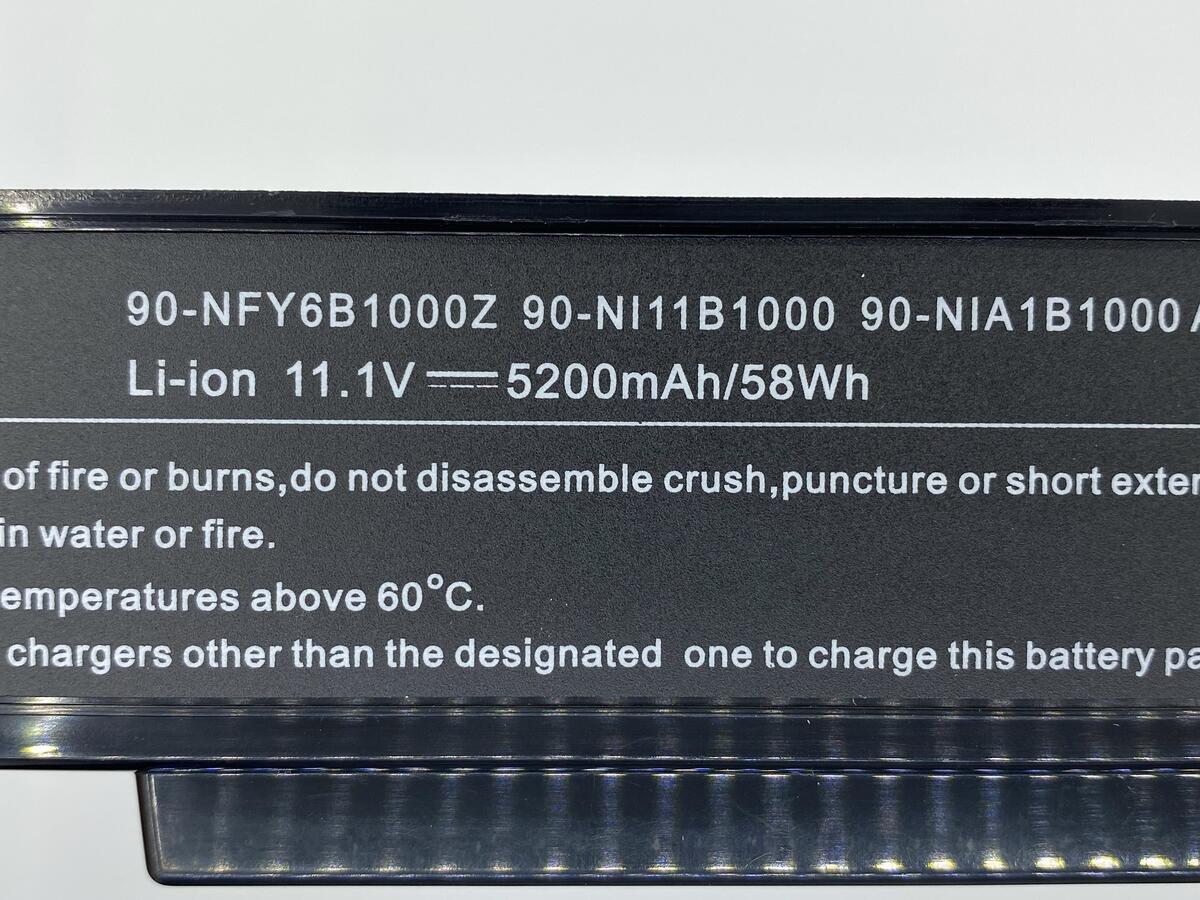 90-NFY6B1000Z 90-NI11B1000 90-NIA1B1000
Li-ion 11.1V ⎓ 5200mAh/58Wh
of fire or burns,do not disassemble crush,puncture or short exter
in water or fire.
emperatures above 60°C.
chargers other than the designated one to charge this battery pa